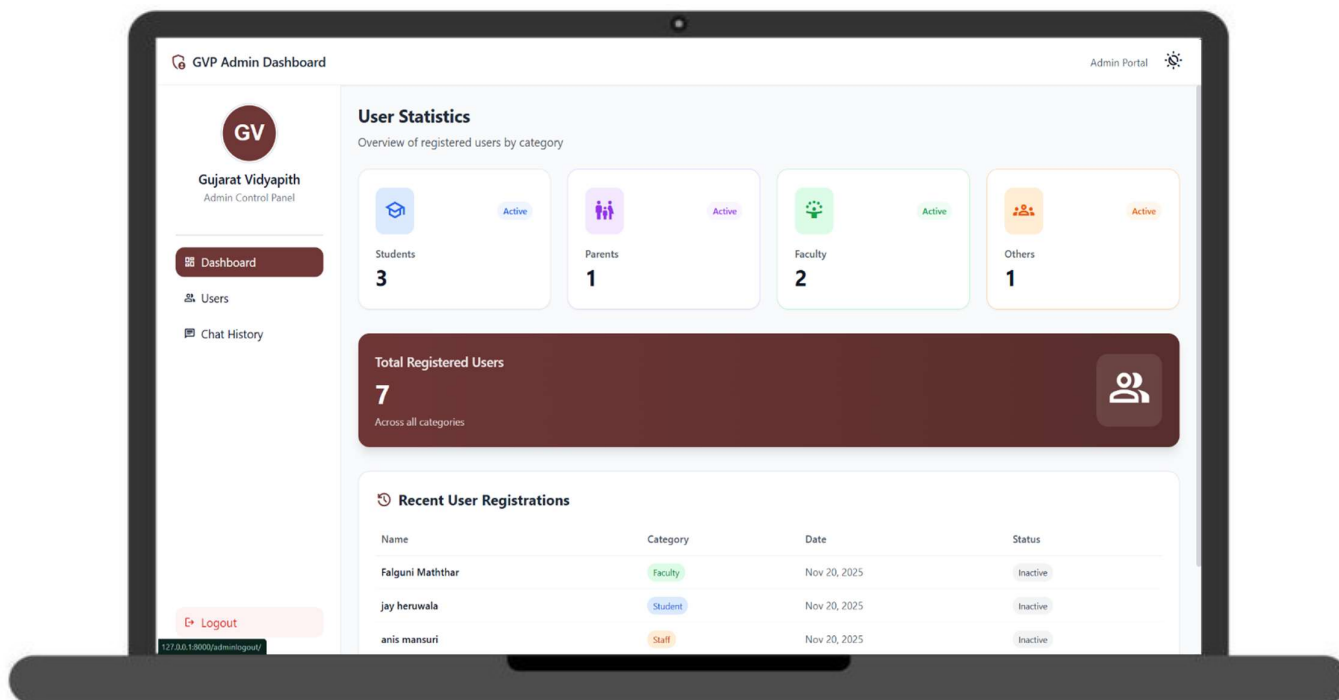 GVP Admin Dashboard
Admin Portal
GV
Gujarat Vidyapith
Admin Control Panel
Dashboard
Users
Chat History
Logout
127.0.0.1:8000/adminlogout/
User Statistics
Overview of registered users by category
Active
Students
3
Active
Parents
1
Active
Faculty
2
Active
Others
1
Total Registered Users
7
Across all categories
Recent User Registrations
Name Category Date Status
Falguni Maththar Faculty Nov 20, 2025 Inactive
jay heruwala Student Nov 20, 2025 Inactive
anis mansuri Staff Nov 20, 2025 Inactive